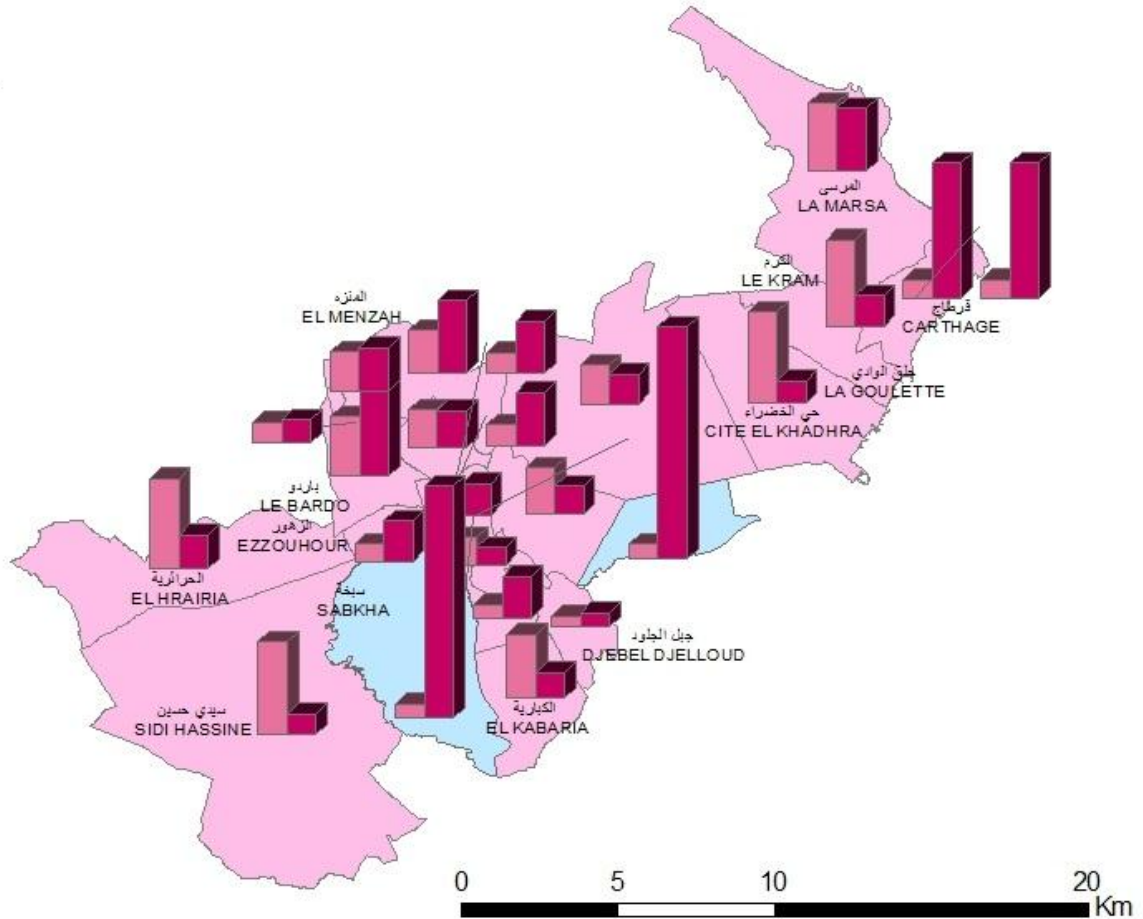 المرسى
LA MARSA
الكرم
LE KRAM
قرطاج
CARTHAGE
المنزه
EL MENZAH
حلق الوادي
LA GOULETTE
حي الخضراء
CITE EL KHADHRA
باردو
LE BARDO
الزهور
EZZOUHOUR
الحرائرية
EL HRAIRIA
سبخة
SABKHA
جبل الجلود
DJEBEL DJELLOUD
سيدي حسين
SIDI HASSINE
الكبارية
EL KABARIA
0 5 10 20
Km